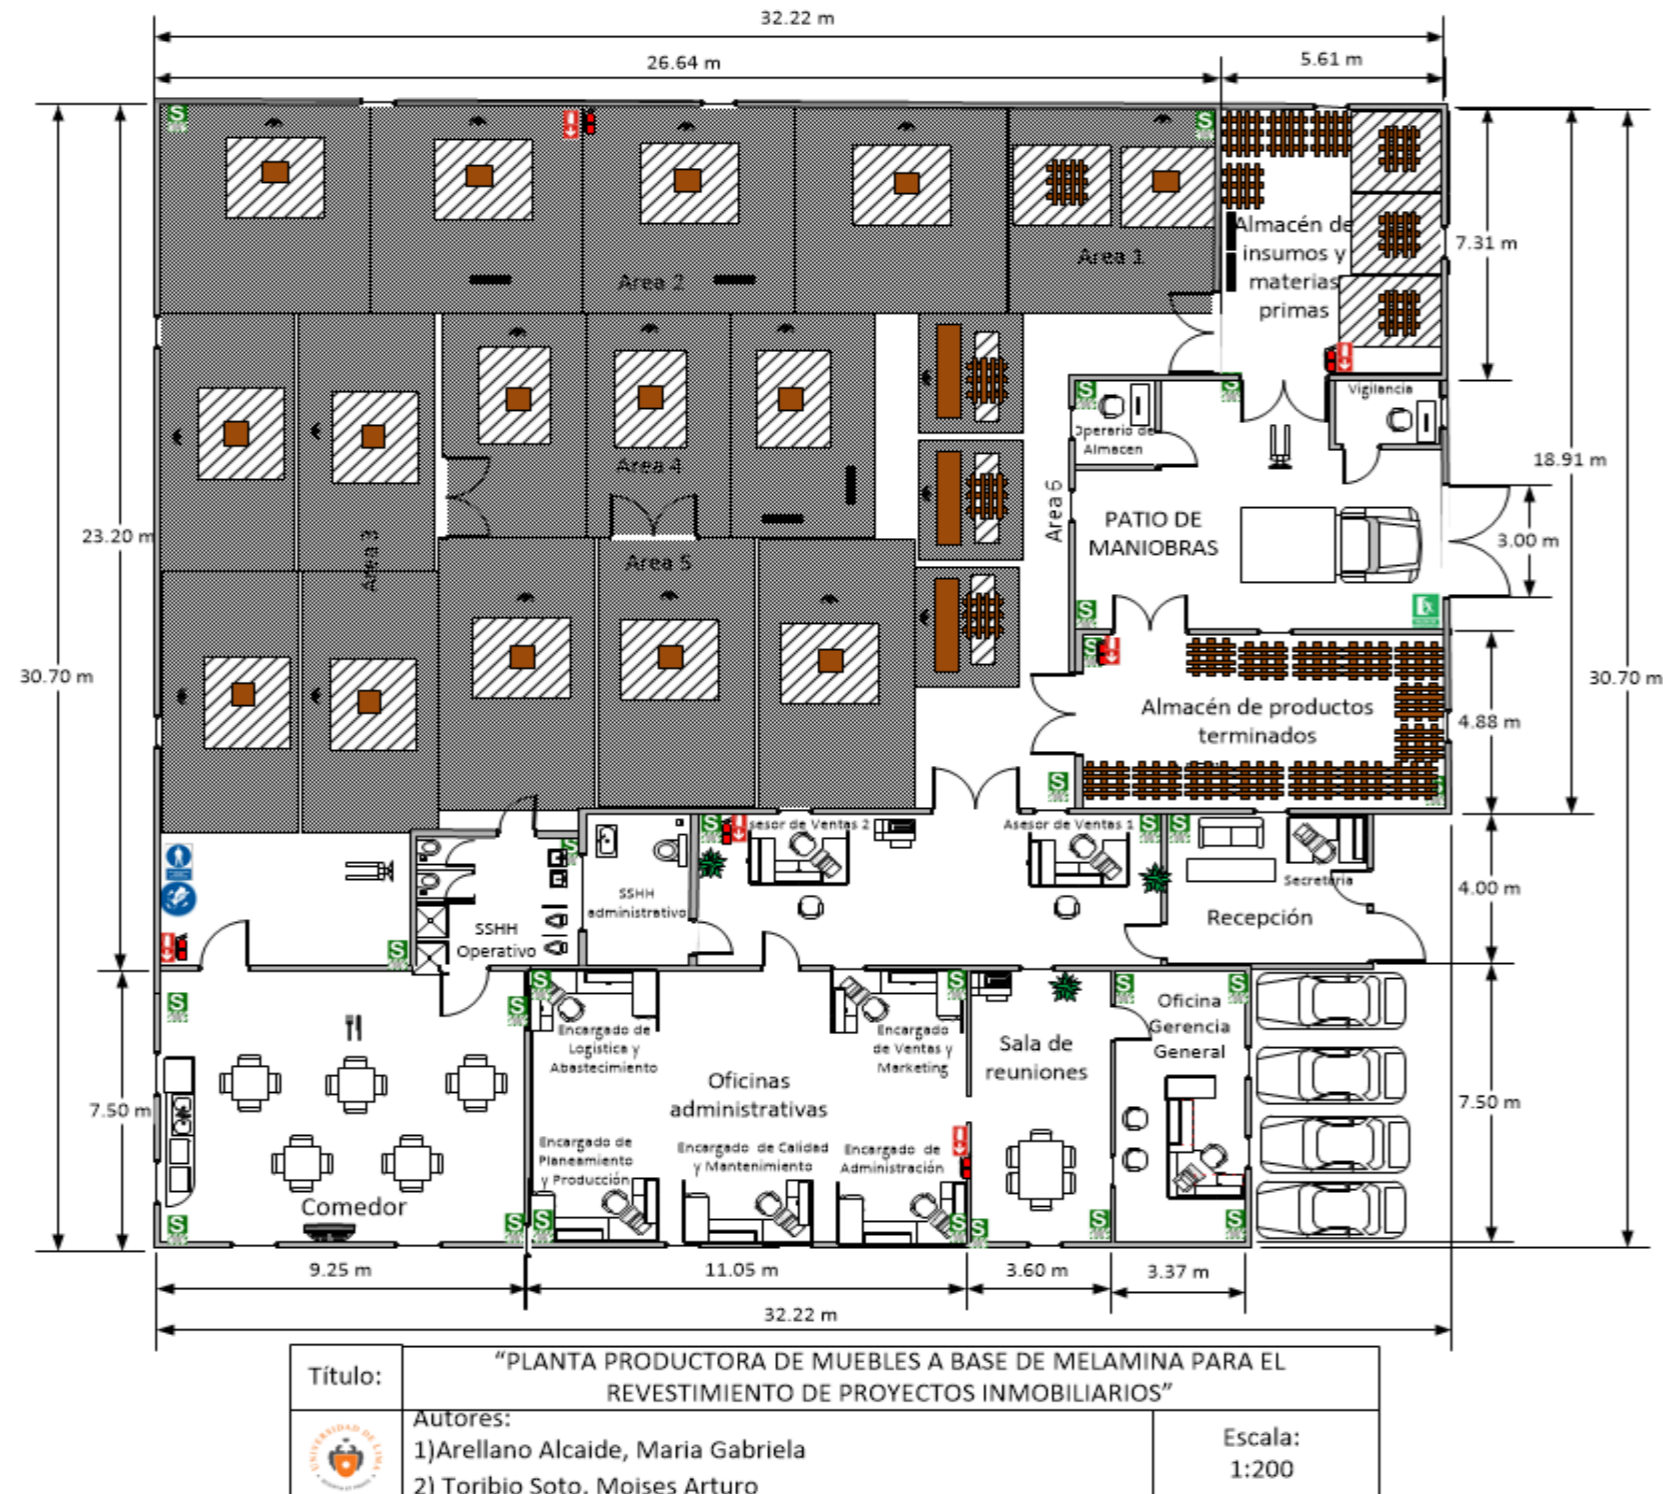 32.22 m
26.64 m
5.61 m
S
S
Almacén de
insumos y
materias
primas
7.31 m
Area 1
Area 2
Vigilancia
S
S
Operario de
Almacen
Area 4
18.91 m
Area 6
PATIO DE
MANIOBRAS
3.00 m
23.20 m
Area 3
Area 5
S
S
30.70 m
30.70 m
Almacén de productos
terminados
4.88 m
S
S
sesor de Ventas 2
Asesor de Ventas 1
S
S
S
Secretaria
SSHH
administrativo
4.00 m
Recepción
SSHH
Operativo
S
S
S
S
S
S
S
Oficina
Gerencia
General
Encargado de
Logistica y
Abastecimiento
Encargado
de Ventas y
Marketing
Sala de
reuniones
Oficinas
administrativas
7.50 m
7.50 m
Encargado de
Planeamiento
y Producción
Encargado de Calidad
y Mantenimiento
Encargado de
Administración
Comedor
S
S
S
S
S
S
S
9.25 m
11.05 m
3.60 m
3.37 m
32.22 m
Título:
“PLANTA PRODUCTORA DE MUEBLES A BASE DE MELAMINA PARA EL
REVESTIMIENTO DE PROYECTOS INMOBILIARIOS”
UNIVERSIDAD DE LIMA
Autores:
1)Arellano Alcaide, Maria Gabriela
2) Toribio Soto, Moises Arturo
Escala:
1:200